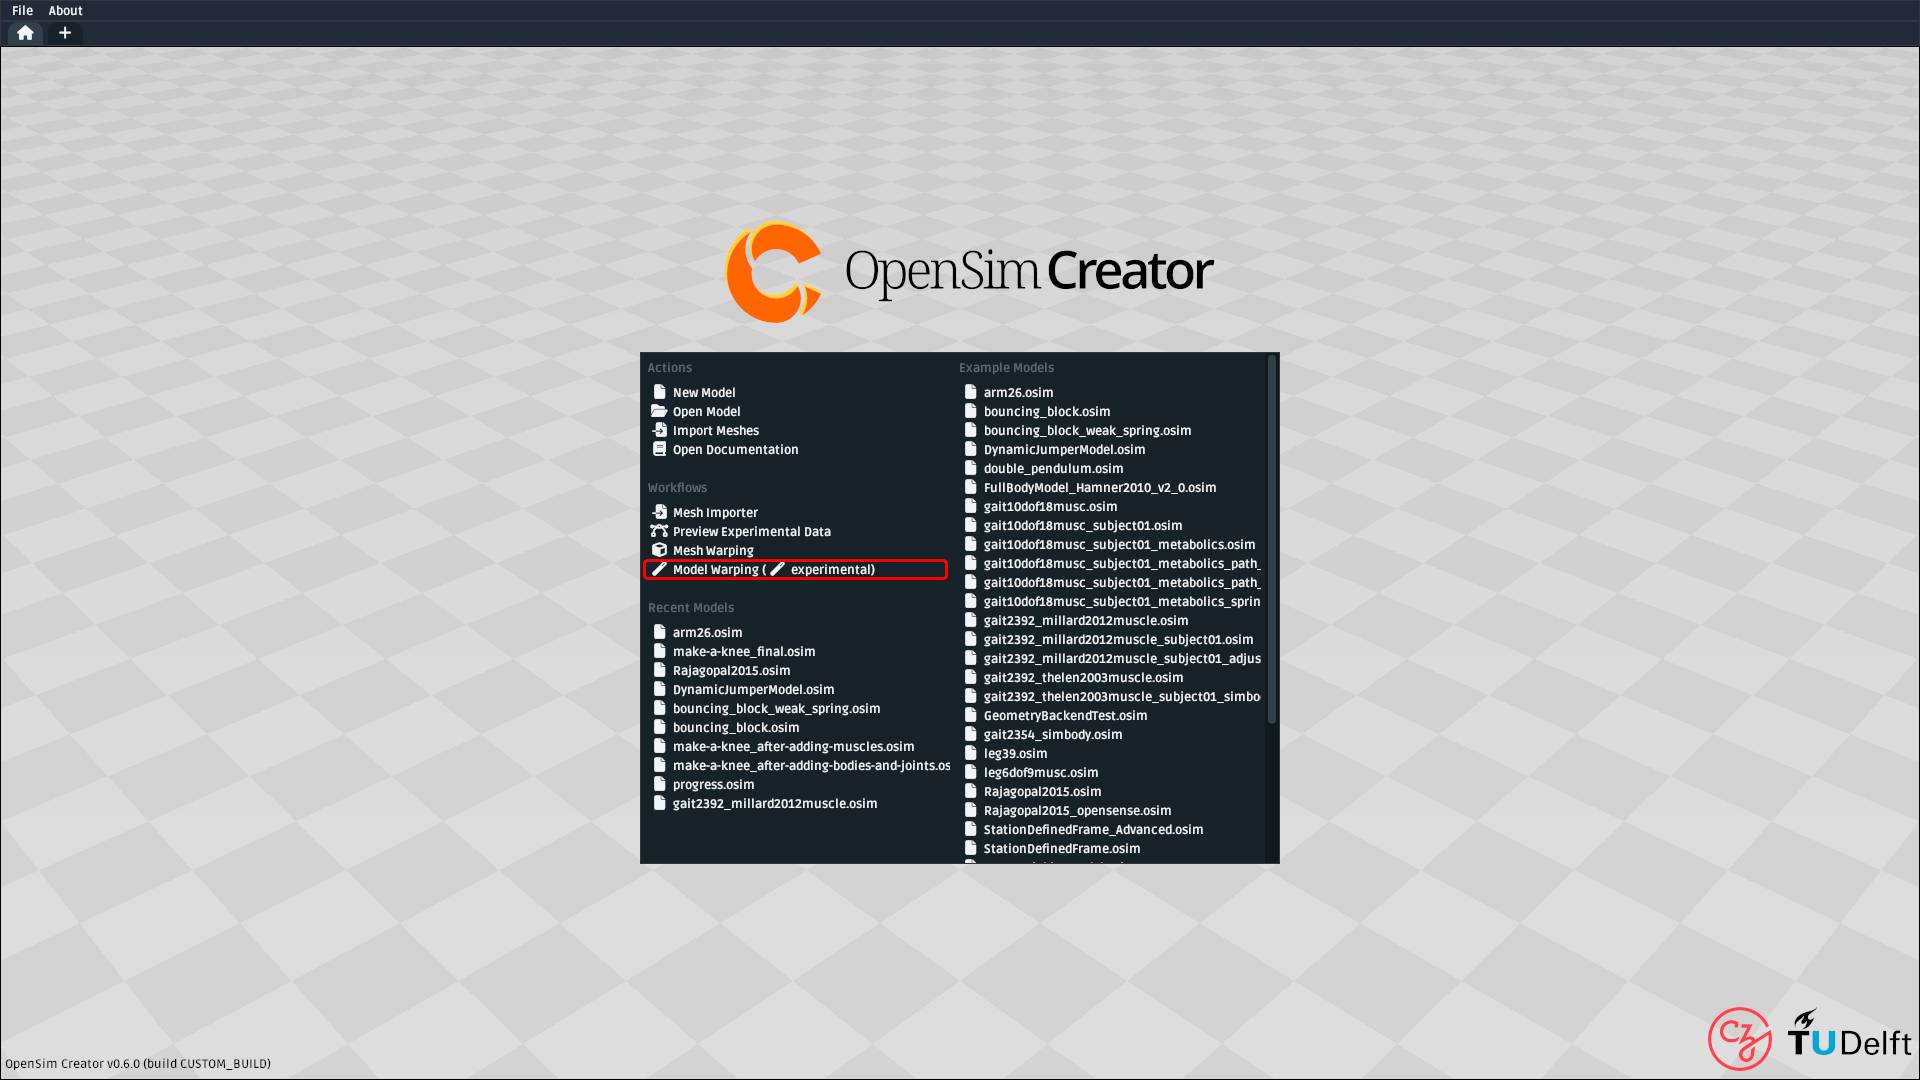 File About
OpenSim Creator
Actions
New Model
Open Model
Import Meshes
Open Documentation
Workflows
Mesh Importer
Preview Experimental Data
Mesh Warping
Model Warping ( experimental)
Recent Models
arm26.osim
make-a-knee_final.osim
Rajagopal2015.osim
DynamicJumperModel.osim
bouncing_block_weak_spring.osim
bouncing_block.osim
make-a-knee_after-adding-muscles.osim
make-a-knee_after-adding-bodies-and-joints.os
progress.osim
gait2392_millard2012muscle.osim
Example Models
arm26.osim
bouncing_block.osim
bouncing_block_weak_spring.osim
DynamicJumperModel.osim
double_pendulum.osim
FullBodyModel_Hamner2010_v2_0.osim
gait10dof18musc.osim
gait10dof18musc_subject01.osim
gait10dof18musc_subject01_metabolics.osim
gait10dof18musc_subject01_metabolics_path_
gait10dof18musc_subject01_metabolics_path_
gait10dof18musc_subject01_metabolics_sprin
gait2392_millard2012muscle.osim
gait2392_millard2012muscle_subject01.osim
gait2392_millard2012muscle_subject01_adjus
gait2392_thelen2003muscle.osim
gait2392_thelen2003muscle_subject01_simbo
GeometryBackendTest.osim
gait2354_simbody.osim
leg39.osim
leg6dof9musc.osim
Rajagopal2015.osim
Rajagopal2015_opensense.osim
StationDefinedFrame_Advanced.osim
StationDefinedFrame.osim
CZI
TUDelft
OpenSim Creator v0.6.0 (build CUSTOM_BUILD)